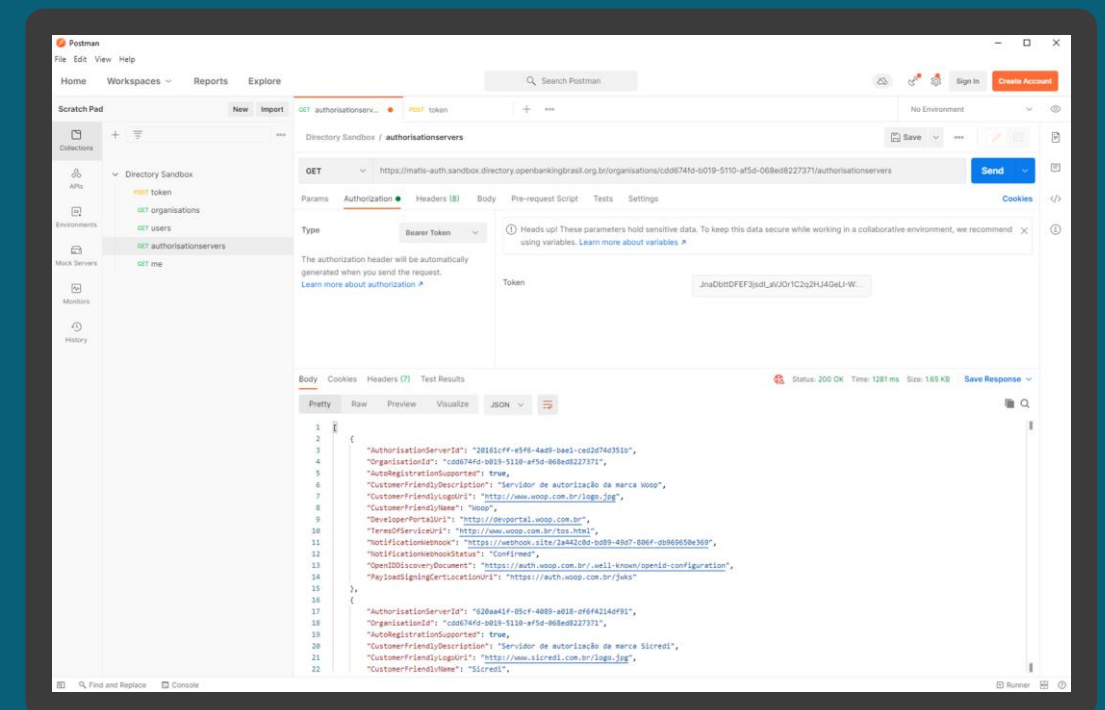 Postman
File Edit View Help
Home Workspaces Reports Explore
Search Postman
Sign In Create Account
Scratch Pad New Import
GET authorisationserv... POST token
No Environment
Collections
Directory Sandbox / authorisationservers
Save
APIs
Directory Sandbox
POST token
GET organisations
GET users
GET authorisationservers
GET me
Environments
Mock Servers
Monitors
History
GET https://matls-auth.sandbox.directory.openbankingbrasil.org.br/organisations/cdd674fd-b019-5110-af5d-068ed8227371/authorisationservers
Send
Params Authorization Headers (8) Body Pre-request Script Tests Settings Cookies
Type Bearer Token
Heads up! These parameters hold sensitive data. To keep this data secure while working in a collaborative environment, we recommend
using variables. Learn more about variables
The authorization header will be automatically
generated when you send the request.
Learn more about authorization
Token
Body Cookies Headers (7) Test Results
Status: 200 OK Time: 1281 ms Size: 1.65 KB Save Response
Pretty Raw Preview Visualize JSON
1 [
2 {
3 "AuthorisationServerId": "20161cff-e5f6-4ad9-bae1-ced2d74d351b",
4 "OrganisationId": "cdd674fd-b019-5110-af5d-068ed8227371",
5 "AutoRegistrationSupported": true,
6 "CustomerFriendlyDescription": "Servidor de autorização da marca Woop",
7 "CustomerFriendlyLogoUri": "http://www.woop.com.br/logo.jpg",
8 "CustomerFriendlyName": "Woop",
9 "DeveloperPortalUri": "http://devportal.woop.com.br",
10 "TermsOfServiceUri": "http://www.woop.com.br/tos.html",
11 "NotificationWebhook": "https://webhook.site/2a442c0d-bd89-49d7-806f-db969650e369",
12 "NotificationWebhookStatus": "Confirmed",
13 "OpenIDDiscoveryDocument": "https://auth.woop.com.br/.well-known/openid-configuration",
14 "PayloadSigningCertLocationUri": "https://auth.woop.com.br/jwks"
15 },
16 {
17 "AuthorisationServerId": "620aa41f-05cf-4089-a018-df6f4214df91",
18 "OrganisationId": "cdd674fd-b019-5110-af5d-068ed8227371",
19 "AutoRegistrationSupported": true,
20 "CustomerFriendlyDescription": "Servidor de autorização da marca Sicredi",
21 "CustomerFriendlyLogoUri": "http://www.sicredi.com.br/logo.jpg",
22 "CustomerFriendlyName": "Sicredi",
Find and Replace Console
Runner